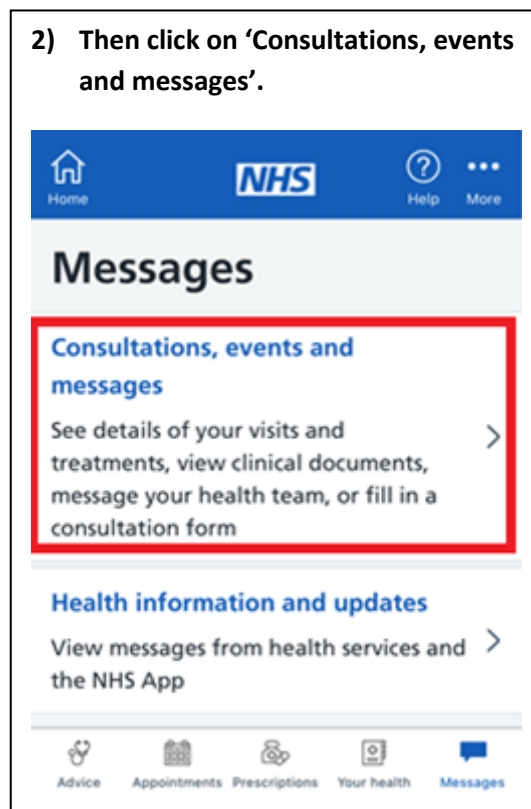 2) Then click on ‘Consultations, events
and messages’.
Home
NHS
Help
More
Messages
Consultations, events and
messages
See details of your visits and
treatments, view clinical documents,
message your health team, or fill in a
consultation form
Health information and updates
View messages from health services and
the NHS App
Advice
Appointments
Prescriptions
Your health
Messages